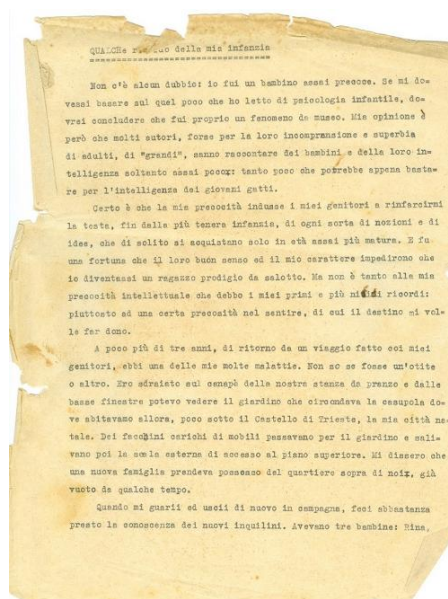 QUALCHe della mia infanzia
Non c'è alcun dubbio: io fui un bambino assai precoce. Se mi do-
vessi basare sul quel poco che ho letto di psicologia infantile, do-
vrei concludere che fui proprio un fenomeno da museo. Mia opinione è
però che molti autori, forse per la loro incomprensione e superbia
di adulti, di "grandi", sanno raccontare dei bambini e della loro in-
telligenza soltanto assai poco: tanto poco che potrebbe appena basta-
re per l'intelligenza dei giovani gatti.
Certo è che la mia precocità indusse i miei genitori a rinfarcirmi
la testa, fin dalla più tenera infanzia, di ogni sorta di nozioni e di
idee, che di solito si acquistano solo in età assai più matura. E fu
una fortuna che il loro buon senso ed il mio carattere impedirono che
io diventassi un ragazzo prodigio da salotto. Ma non è tanto alla mia
precocità intellettuale che debbo i miei primi e più nitidi ricordi:
piuttosto ad una certa precocità nel sentire, di cui il destino mi vol-
le far dono.
A poco più di tre anni, di ritorno da un viaggio fatto coi miei
genitori, ebbi una delle mie molte malattie. Non so se fosse un'otite
o altro. Ero sdraiato sul canapè della nostra stanza da pranzo e dalle
basse finestre potevo vedere il giardino che circondava la casupola do-
ve abitavamo allora, poco sotto il Castello di Trieste, la mia città na-
tale. Dei facchini carichi di mobili passavano per il giardino e sali-
vano poi la scala esterna di accesso al piano superiore. Mi dissero che
una nuova famiglia prendeva possesso del quartiere sopra di noi, già
vuoto da qualche tempo.
Quando mi guarii ed uscii di nuovo in campagna, feci abbastanza
presto la conoscenza dei nuovi inquilini. Avevano tre bambine: Rina,